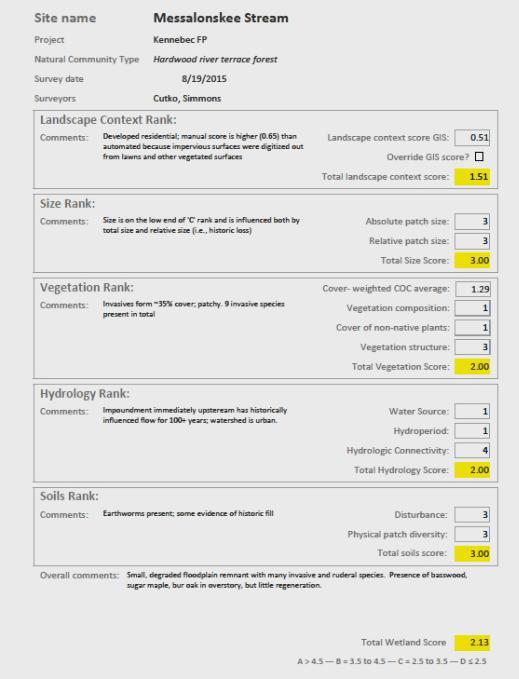 Site name Messalonskee Stream
Project Kennebec FP
Natural Community Type Hardwood river terrace forest
Survey date 8/19/2015
Surveyors Cutko, Simmons
Landscape Context Rank:
Comments: Developed residential; manual score is higher (0.65) than Landscape context score GIS: 0.51
automated because impervious surfaces were digitized out
from lawns and other vegetated surfaces Override GIS score?
Total landscape context score: 1.51
Size Rank:
Comments: Size is on the low end of 'C' rank and is influenced both by Absolute patch size: 3
total size and relative size (i.e., historic loss)
Relative patch size: 3
Total Size Score: 3.00
Vegetation Rank: Cover- weighted COC average: 1.29
Comments: Invasives form ~35% cover; patchy. 9 invasive species Vegetation composition: 1
present in total
Cover of non-native plants: 1
Vegetation structure: 3
Total Vegetation Score: 2.00
Hydrology Rank:
Comments: Impoundment immediately upsteream has historically Water Source: 1
influenced flow for 100+ years; watershed is urban.
Hydroperiod: 1
Hydrologic Connectivity: 4
Total Hydrology Score: 2.00
Soils Rank:
Comments: Earthworms present; some evidence of historic fill Disturbance: 3
Physical patch diversity: 3
Total soils score: 3.00
Overall comments: Small, degraded floodplain remnant with many invasive and ruderal species. Presence of basswood,
sugar maple, bur oak in overstory, but little regeneration.
Total Wetland Score 2.13
A > 4.5 — B = 3.5 to 4.5 — C = 2.5 to 3.5 — D ≤ 2.5